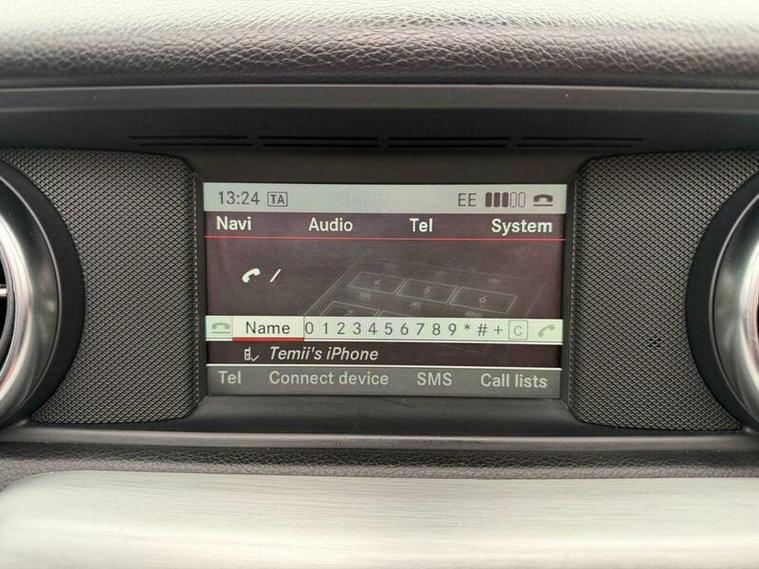 13:24 TA EE
Navi Audio Tel System
/
Name 0 1 2 3 4 5 6 7 8 9 * # + C
Temii's iPhone
Tel Connect device SMS Call lists